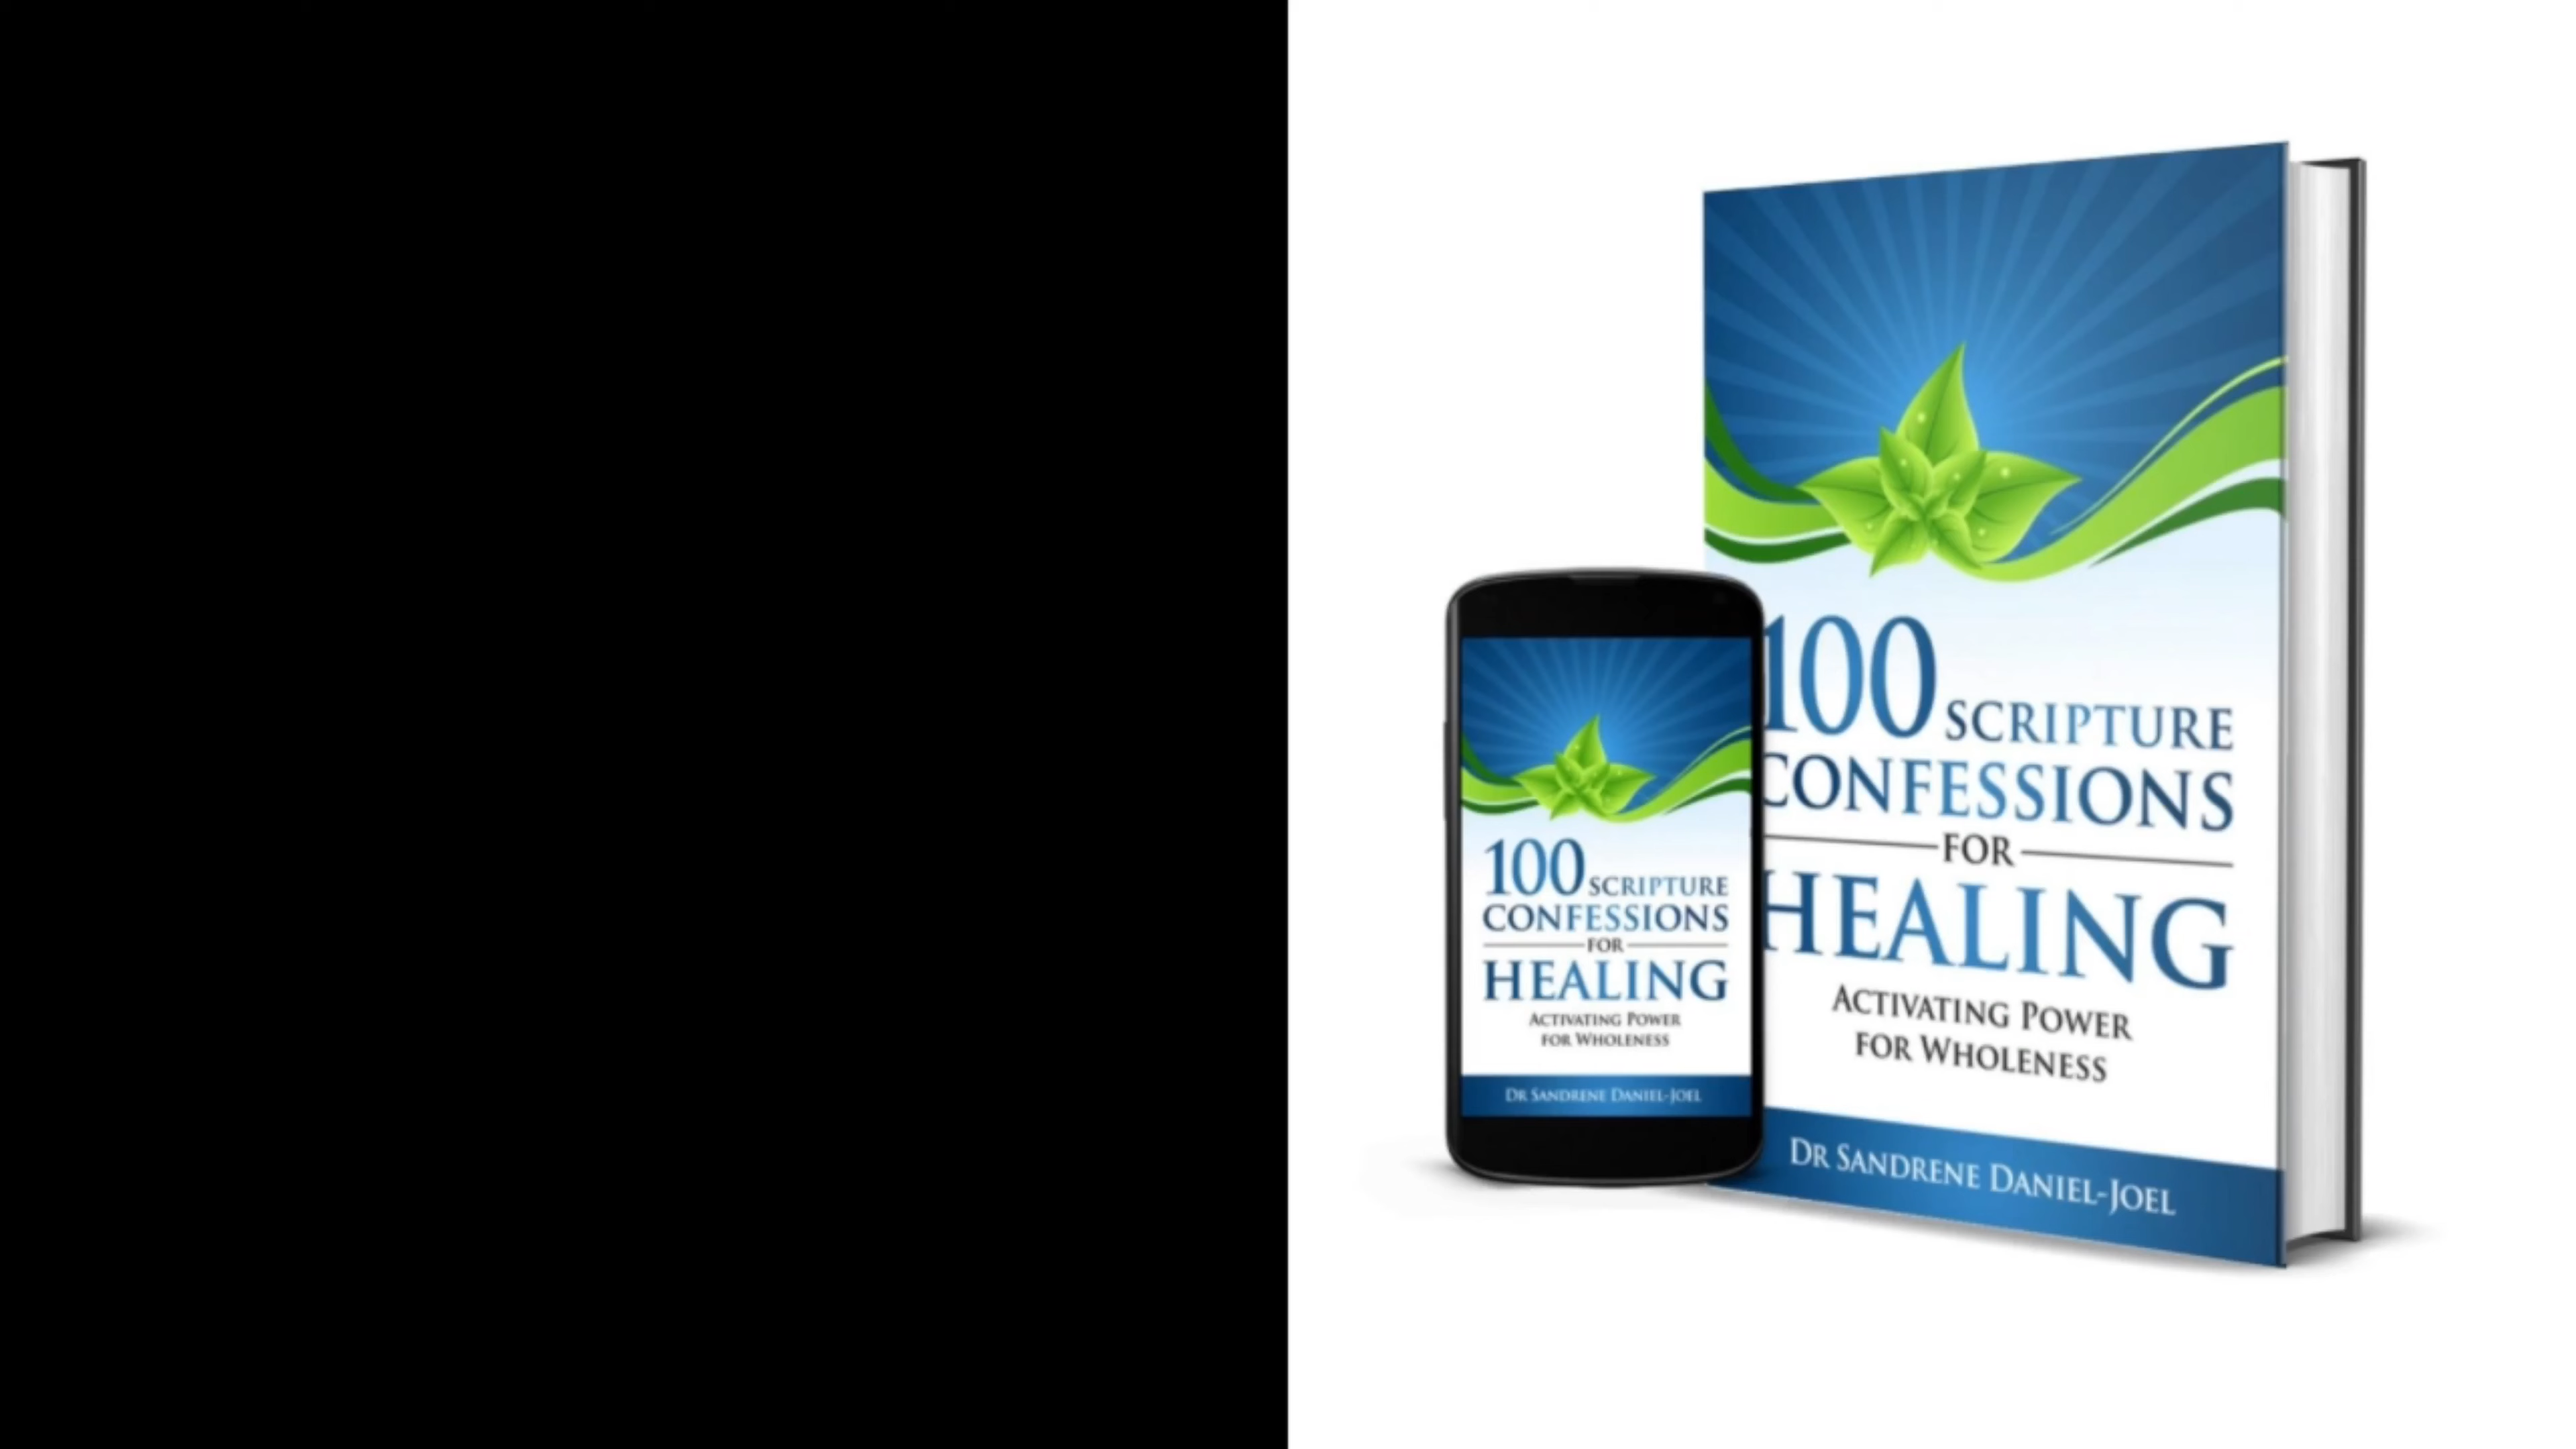 100 SCRIPTURE
CONFESSIONS
FOR
HEALING
ACTIVATING POWER
FOR WHOLENESS
DR SANDRENE DANIEL-JOEL
100 SCRIPTURE
CONFESSIONS
FOR
HEALING
ACTIVATING POWER
FOR WHOLENESS
DR SANDRENE DANIEL-JOEL